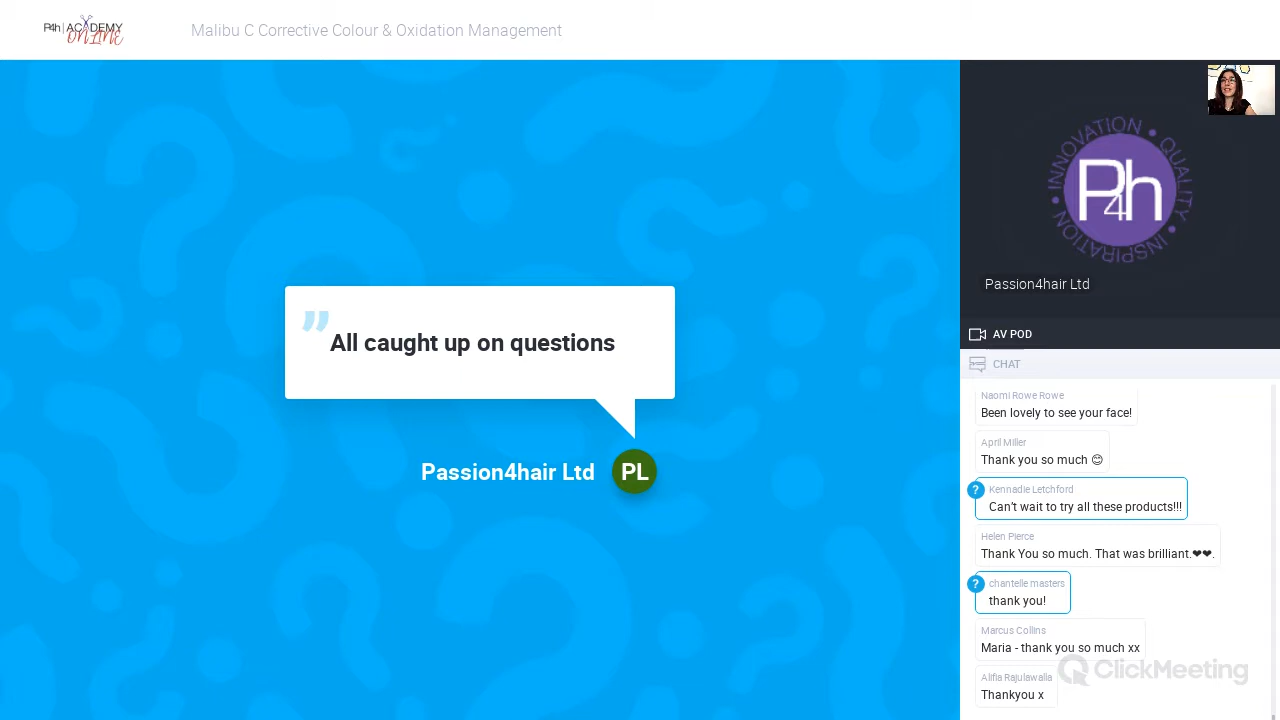 P4h | ACADEMY
ONLINE
Malibu C Corrective Colour & Oxidation Management
All caught up on questions
Passion4hair Ltd
PL
INNOVATION • QUALITY • INSPIRATION •
P4h
Passion4hair Ltd
AV POD
CHAT
Naomi Rowe Rowe
Been lovely to see your face!
April Miller
Thank you so much 😊
?
Kennadie Letchford
Can't wait to try all these products!!!
Helen Pierce
Thank You so much. That was brilliant.❤❤.
?
chantelle masters
thank you!
Marcus Collins
Maria - thank you so much xx
ClickMeeting
Alifia Rajulawalla
Thankyou x